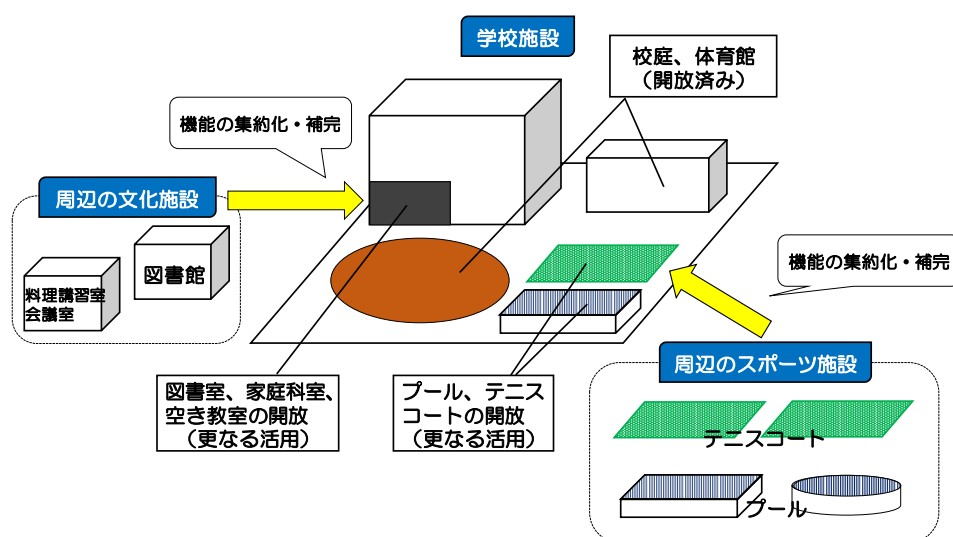 学校施設
校庭、体育館
（開放済み）
機能の集約化・補完
周辺の文化施設
図書館
料理講習室
会議室
機能の集約化・補完
周辺のスポーツ施設
図書室、家庭科室、
空き教室の開放
（更なる活用）
プール、テニス
コートの開放
（更なる活用）
テニスコート
プール